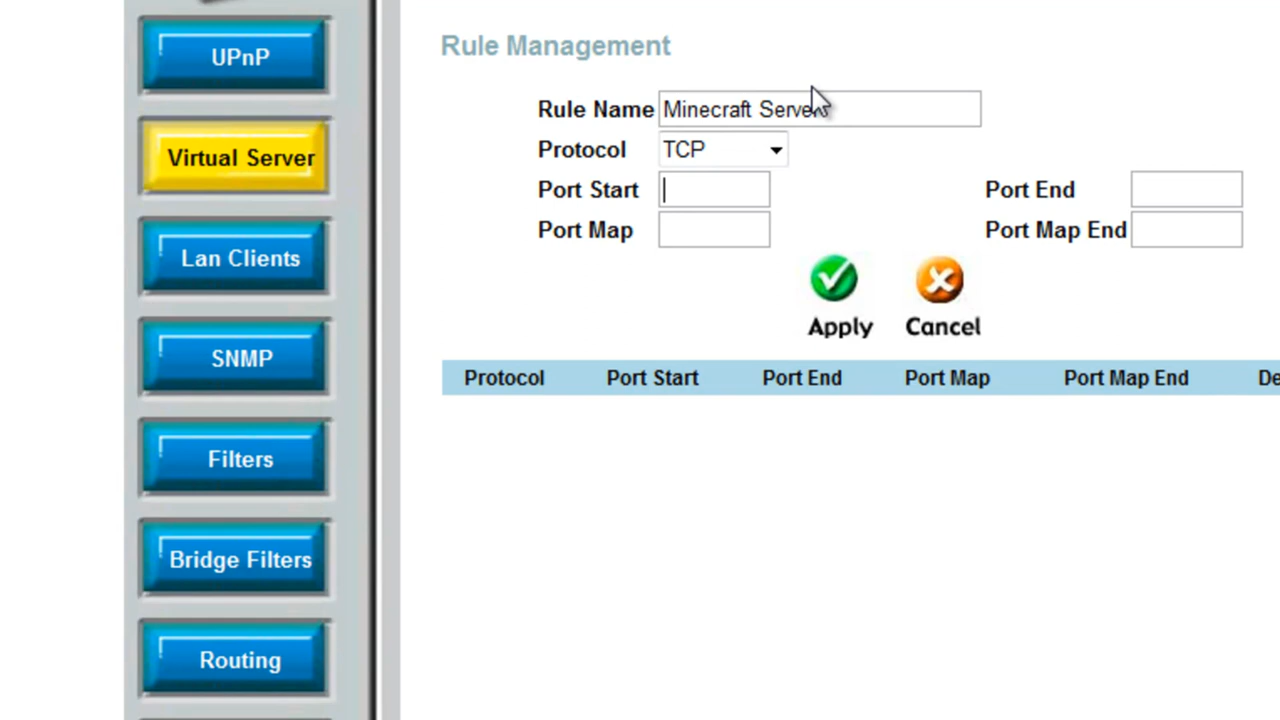 UPnP
Virtual Server
Lan Clients
SNMP
Filters
Bridge Filters
Routing
Rule Management
Rule Name Minecraft Server
Protocol TCP
Port Start Port End
Port Map Port Map End
Apply Cancel
Protocol Port Start Port End Port Map Port Map End De